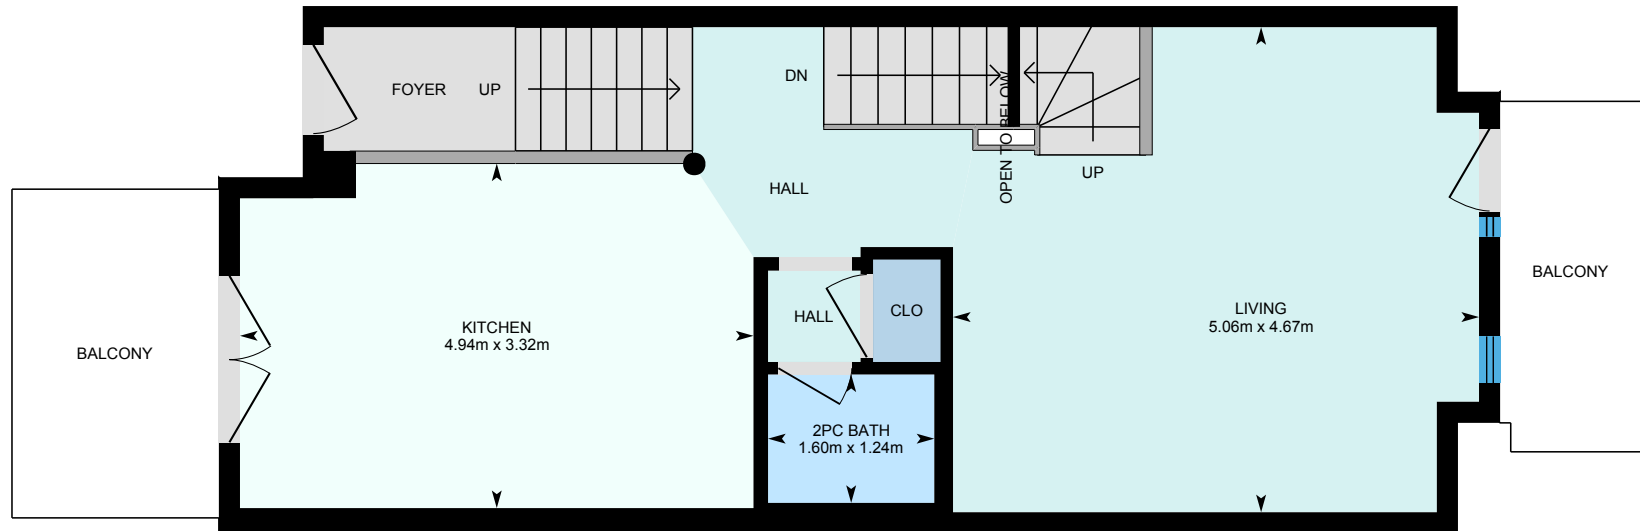 FOYER
UP
DN
OPEN TO BELOW
UP
HALL
BALCONY
KITCHEN
4.94m x 3.32m
BALCONY
HALL
CLO
LIVING
5.06m x 4.67m
2PC BATH
1.60m x 1.24m